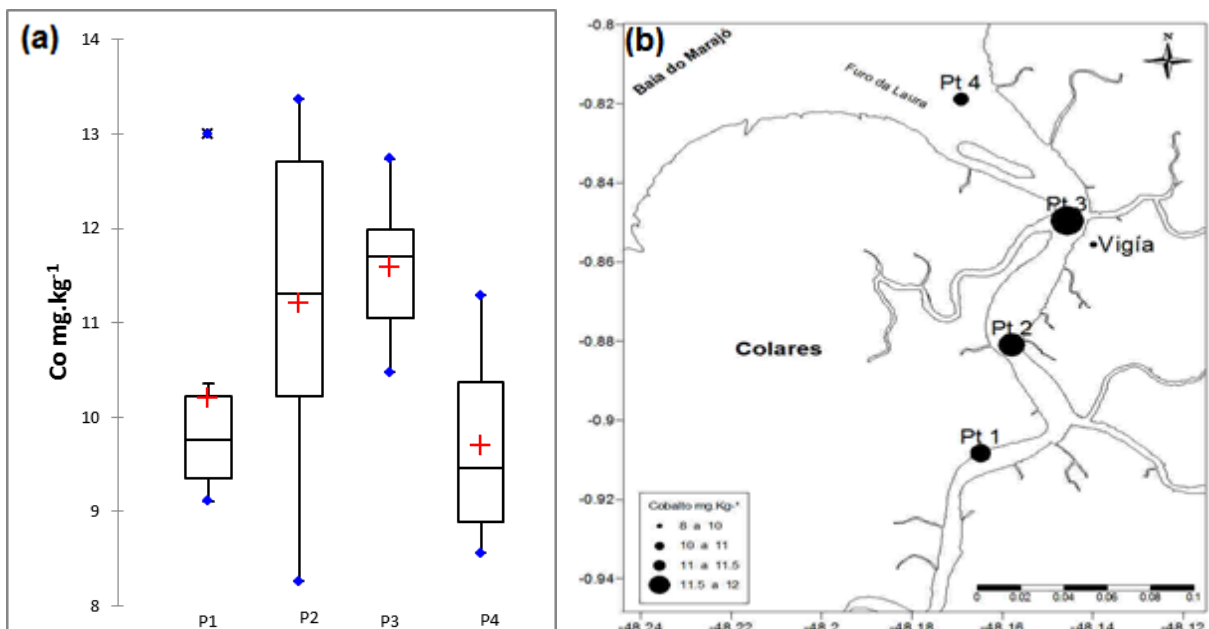 (a)
14
13
12
11
10
9
8
Co mg.kg⁻¹
P1
P2
P3
P4
(b)
-0.8
-0.82
-0.84
-0.86
-0.88
-0.9
-0.92
-0.94
Baia do Marajó
Furo da Laura
N
Pt 4
Pt 3
Vigía
Pt 2
Colares
Pt 1
Cobalto mg.Kg-¹
8 a 10
10 a 11
11 a 11.5
11.5 a 12
0 0.02 0.04 0.06 0.08 0.1
-48.24 -48.22 -48.2 -48.18 -48.16 -48.14 -48.12